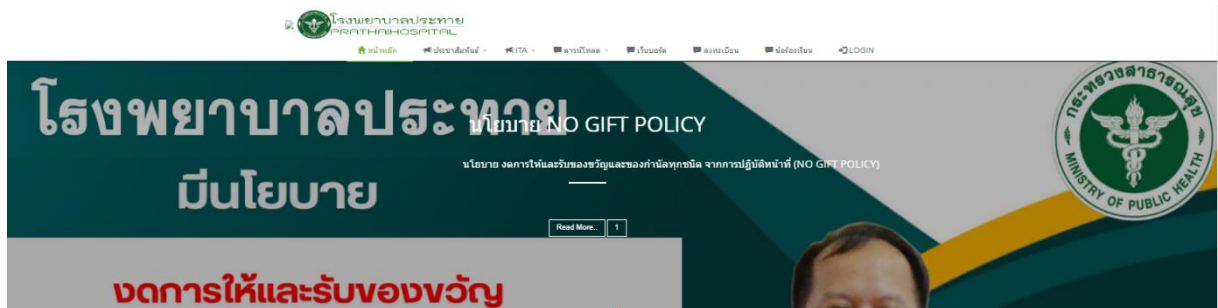 โรงพยาบาลประทาย
PRATHAIHOSPITAL
หน้าหลัก ประชาสัมพันธ์ ITA ดาวน์โหลด เว็บบอร์ด ลงทะเบียน ข้อร้องเรียน LOGIN
โรงพยาบาลประทาย
นโยบาย NO GIFT POLICY
นโยบาย งดการให้และรับของขวัญและของกำนัลทุกชนิด จากการปฏิบัติหน้าที่ (NO GIFT POLICY)
มีนโยบาย
Read More.. 1
งดการให้และรับของขวัญ
กระทรวงสาธารณสุข
MINISTRY OF PUBLIC HEALTH